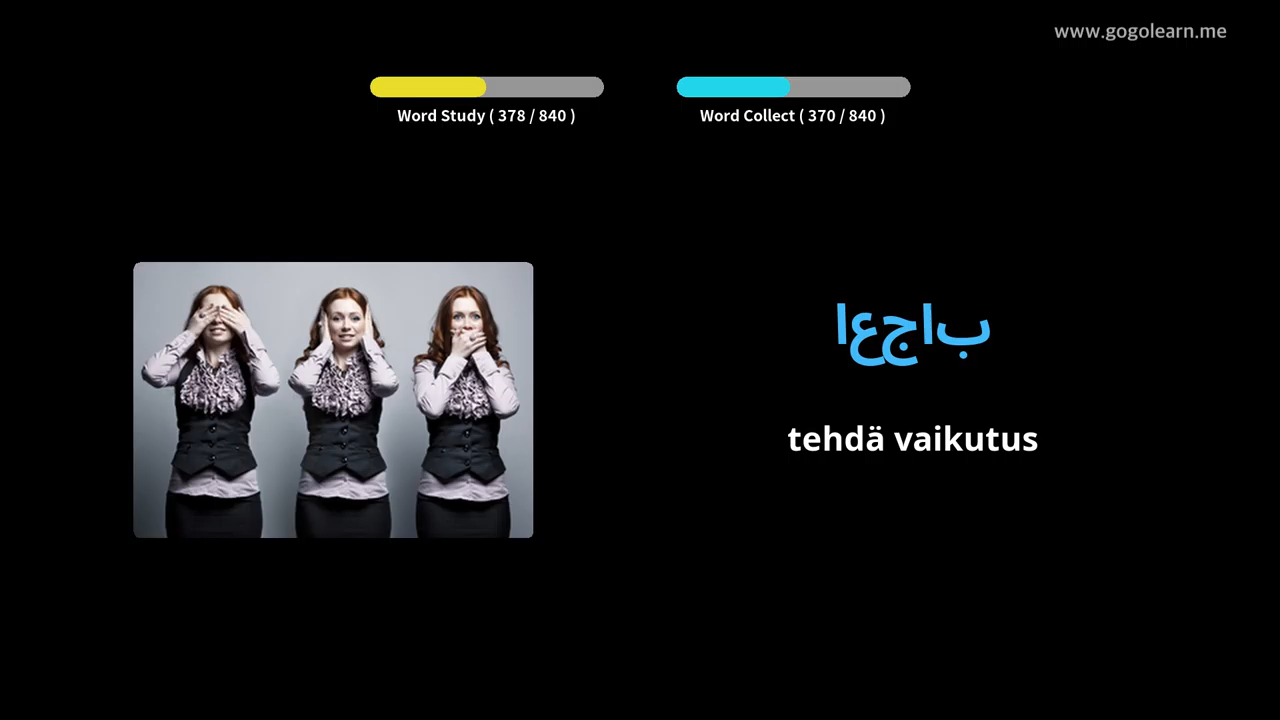 www.gogolearn.me
Word Study ( 378 / 840 )
Word Collect ( 370 / 840 )
اعجاب
tehdä vaikutus